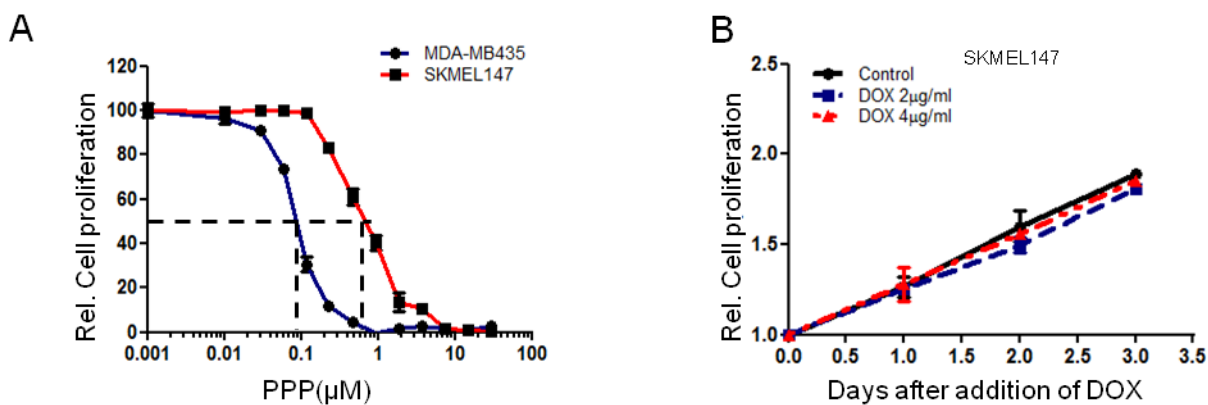 A
MDA-MB435
SKMEL147
Rel. Cell proliferation
120
100
80
60
40
20
0
0.001 0.01 0.1 1 10 100
PPP(µM)
B
SKMEL147
Control
DOX 2µg/ml
DOX 4µg/ml
Rel. Cell proliferation
2.5
2.0
1.5
1.0
0.0 0.5 1.0 1.5 2.0 2.5 3.0 3.5
Days after addition of DOX